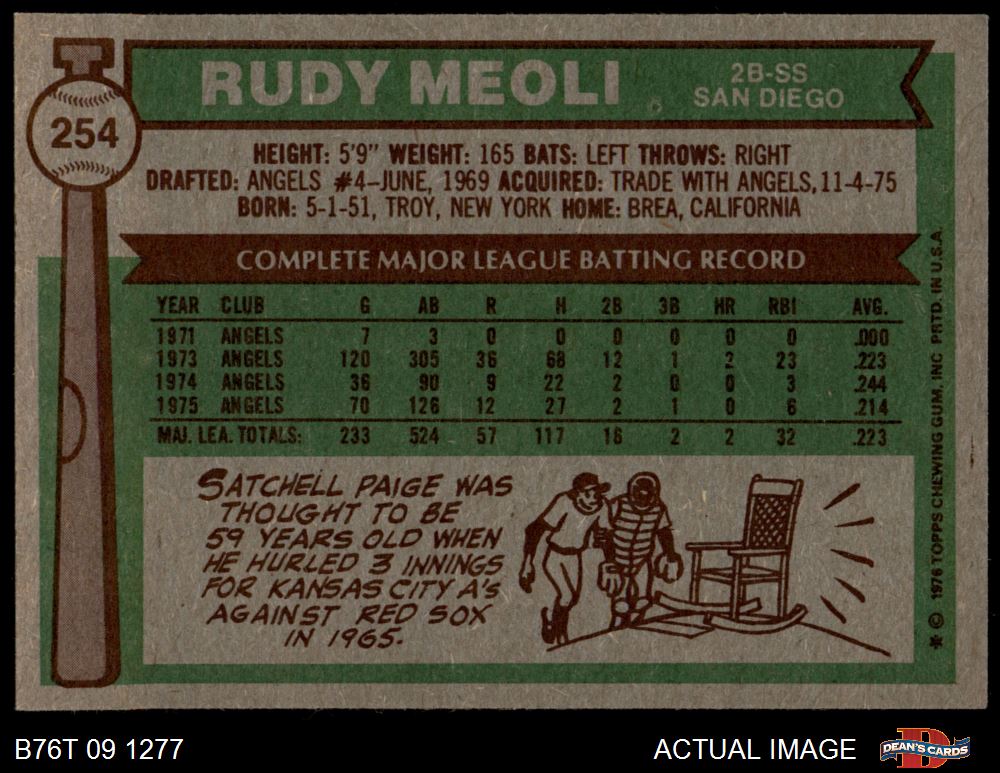 254
RUDY MEOLI
2B-SS
SAN DIEGO
HEIGHT: 5'9" WEIGHT: 165 BATS: LEFT THROWS: RIGHT
DRAFTED: ANGELS #4–JUNE, 1969 ACQUIRED: TRADE WITH ANGELS, 11-4-75
BORN: 5-1-51, TROY, NEW YORK HOME: BREA, CALIFORNIA
COMPLETE MAJOR LEAGUE BATTING RECORD
YEAR CLUB G AB R H 2B 3B HR RBI AVG.
1971 ANGELS 7 3 0 0 0 0 0 0 .000
1973 ANGELS 120 305 36 68 12 1 2 23 .223
1974 ANGELS 36 90 9 22 2 0 0 3 .244
1975 ANGELS 70 126 12 27 2 1 0 6 .214
MAJ. LEA. TOTALS: 233 524 57 117 16 2 2 32 .223
SATCHELL PAIGE WAS
THOUGHT TO BE
59 YEARS OLD WHEN
HE HURLED 3 INNINGS
FOR KANSAS CITY A'S
AGAINST RED SOX
IN 1965.
* © 1976 TOPPS CHEWING GUM, INC PRTD. IN U.S.A.
B76T 09 1277
ACTUAL IMAGE
DEAN'S CARDS